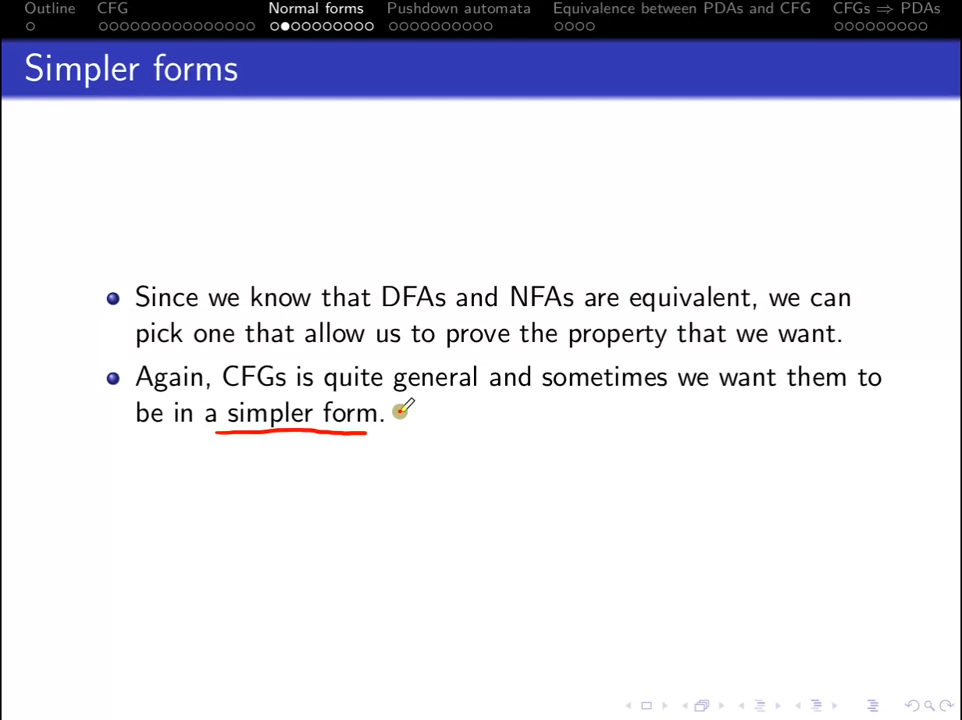 Outline CFG Normal forms Pushdown automata Equivalence between PDAs and CFG CFGs ⇒ PDAs
Simpler forms
Since we know that DFAs and NFAs are equivalent, we can
pick one that allow us to prove the property that we want.
Again, CFGs is quite general and sometimes we want them to
be in a simpler form.